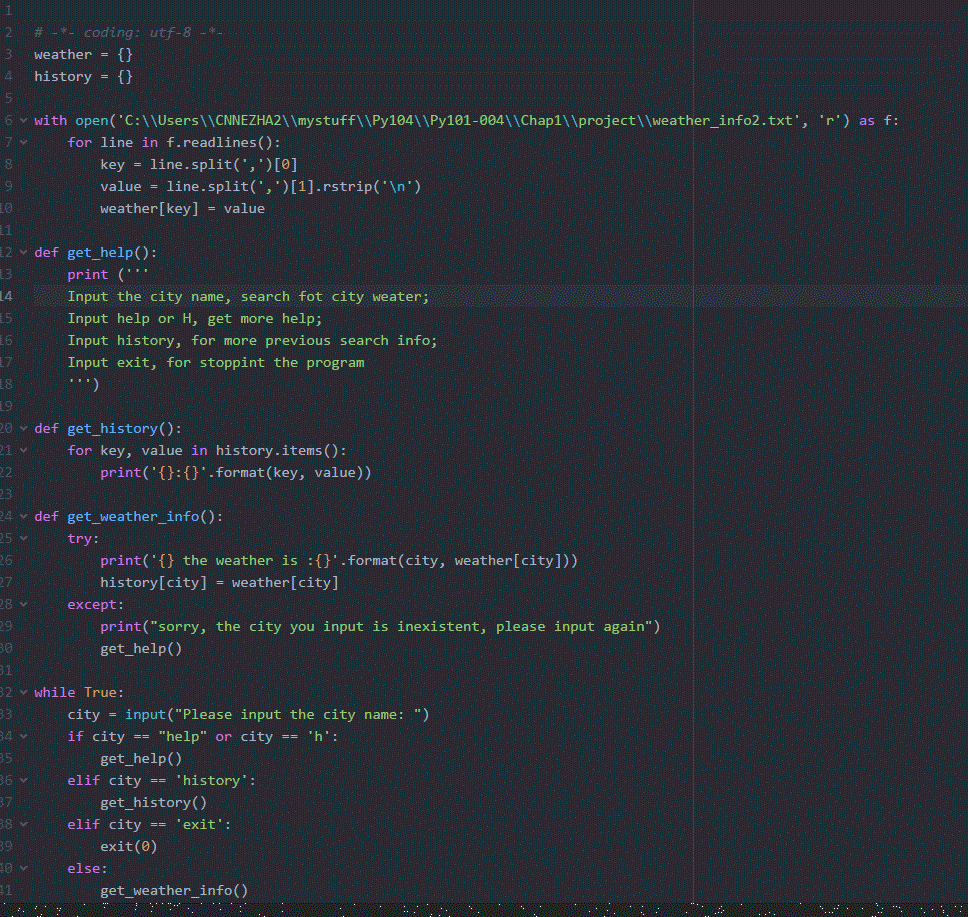 1
2 # -*- coding: utf-8 -*-
3 weather = {}
4 history = {}
5
6 with open('C:\\Users\\CNNEZHA2\\mystuff\\Py104\\Py101-004\\Chap1\\project\\weather_info2.txt', 'r') as f:
7     for line in f.readlines():
8         key = line.split(',')[0]
9         value = line.split(',')[1].rstrip('\n')
10         weather[key] = value
11
12 def get_help():
13     print ('''
14     Input the city name, search fot city weater;
15     Input help or H, get more help;
16     Input history, for more previous search info;
17     Input exit, for stoppint the program
18     ''')
19
20 def get_history():
21     for key, value in history.items():
22         print('{}:{}'.format(key, value))
23
24 def get_weather_info():
25     try:
26         print('{} the weather is :{}'.format(city, weather[city]))
27         history[city] = weather[city]
28     except:
29         print("sorry, the city you input is inexistent, please input again")
30         get_help()
31
32 while True:
33     city = input("Please input the city name: ")
34     if city == "help" or city == 'h':
35         get_help()
36     elif city == 'history':
37         get_history()
38     elif city == 'exit':
39         exit(0)
40     else:
41         get_weather_info()